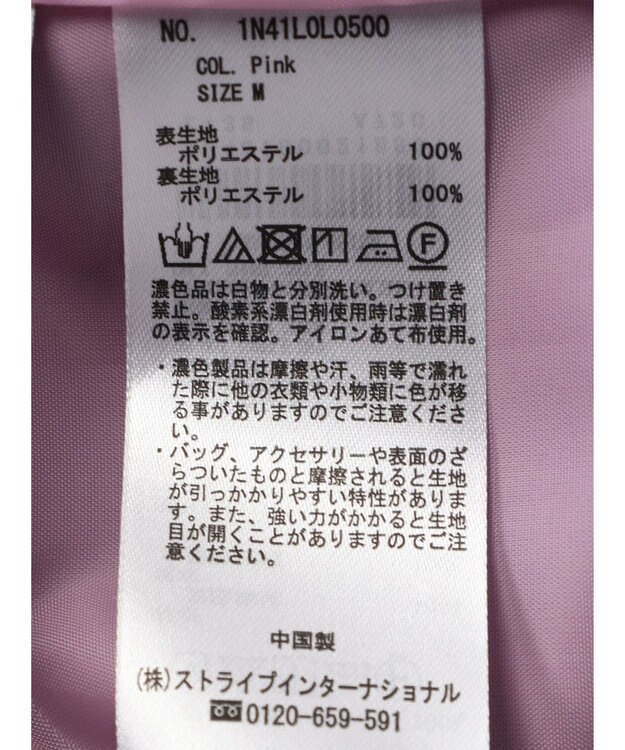 NO. 1N41L0L0500
COL. Pink
SIZE M
表生地
ポリエステル 100%
裏生地
ポリエステル 100%
F
濃色品は白物と分別洗い。つけ置き
禁止。酸素系漂白剤使用時は漂白剤
の表示を確認。アイロンあて布使用。
・濃色製品は摩擦や汗、雨等で濡れ
た際に他の衣類や小物類に色が移
る事がありますのでご注意くださ
い。
・バッグ、アクセサリーや表面のざ
らついたものと摩擦されると生地
が引っかかりやすい特性がありま
す。また、強い力がかかると生地
目が開くことがありますのでご注
意ください。
中国製
(株)ストライプインターナショナル
0120-659-591